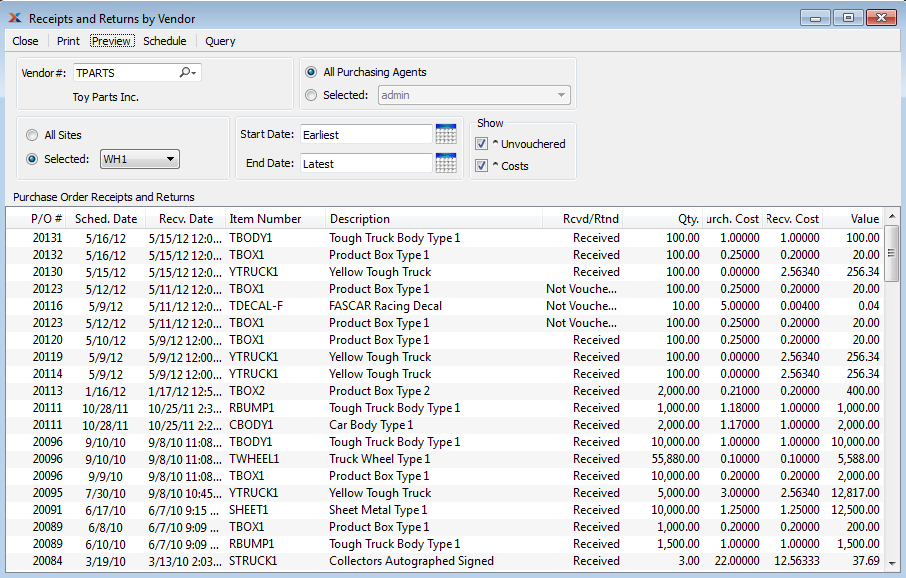 Receipts and Returns by Vendor
Close Print Preview Schedule Query
Vendor #: TPARTS
Toy Parts Inc.
All Purchasing Agents
Selected: admin
All Sites
Selected: WH1
Start Date: Earliest
End Date: Latest
Show
^ Unvouchered
^ Costs
Purchase Order Receipts and Returns
P/O # Sched. Date Recv. Date Item Number Description Rcvd/Rtnd Qty. urch. Cost Recv. Cost Value
20131 5/16/12 5/15/12 12:0... TBODY1 Tough Truck Body Type 1 Received 100.00 1.00000 1.00000 100.00
20132 5/16/12 5/15/12 12:0... TBOX1 Product Box Type 1 Received 100.00 0.25000 0.20000 20.00
20130 5/15/12 5/15/12 12:0... YTRUCK1 Yellow Tough Truck Received 100.00 0.00000 2.56340 256.34
20123 5/12/12 5/11/12 12:0... TBOX1 Product Box Type 1 Not Vouche... 100.00 0.25000 0.20000 20.00
20116 5/9/12 5/11/12 12:0... TDECAL-F FASCAR Racing Decal Not Vouche... 10.00 5.00000 0.00400 0.04
20123 5/12/12 5/11/12 12:0... TBOX1 Product Box Type 1 Not Vouche... 100.00 0.25000 0.20000 20.00
20120 5/10/12 5/9/12 12:00... TBOX1 Product Box Type 1 Received 100.00 0.25000 0.20000 20.00
20119 5/9/12 5/9/12 12:00... YTRUCK1 Yellow Tough Truck Received 100.00 0.00000 2.56340 256.34
20114 5/9/12 5/9/12 12:00... YTRUCK1 Yellow Tough Truck Received 100.00 0.00000 2.56340 256.34
20113 1/16/12 1/17/12 12:5... TBOX2 Product Box Type 2 Received 2,000.00 0.21000 0.20000 400.00
20111 10/28/11 10/25/11 2:3... RBUMP1 Tough Truck Body Type 1 Received 1,000.00 1.18000 1.00000 1,000.00
20111 10/28/11 10/25/11 2:2... CBODY1 Car Body Type 1 Received 2,000.00 1.17000 1.00000 2,000.00
20096 9/10/10 9/8/10 11:08... TBODY1 Tough Truck Body Type 1 Received 10,000.00 1.00000 1.00000 10,000.00
20096 9/10/10 9/8/10 11:08... TWHEEL1 Truck Wheel Type 1 Received 55,880.00 0.10000 0.10000 5,588.00
20096 9/9/10 9/8/10 11:08... TBOX1 Product Box Type 1 Received 10,000.00 0.20000 0.20000 2,000.00
20095 7/30/10 9/8/10 10:45... YTRUCK1 Yellow Tough Truck Received 5,000.00 3.00000 2.56340 12,817.00
20091 6/17/10 6/7/10 9:15 ... SHEET1 Sheet Metal Type 1 Received 10,000.00 1.25000 1.25000 12,500.00
20089 6/8/10 6/7/10 9:09 ... TBOX1 Product Box Type 1 Received 1,000.00 0.20000 0.20000 200.00
20089 6/10/10 6/7/10 9:09 ... RBUMP1 Tough Truck Body Type 1 Received 1,500.00 1.00000 1.00000 1,500.00
20084 3/19/10 3/13/10 2:03... STRUCK1 Collectors Autographed Signed Received 3.00 22.00000 12.56333 37.69